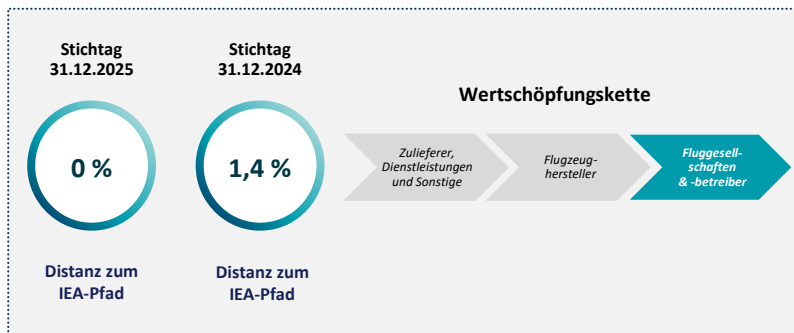 Stichtag
31.12.2025
0 %
Distanz zum
IEA-Pfad
Stichtag
31.12.2024
1,4 %
Distanz zum
IEA-Pfad
Wertschöpfungskette
Zulieferer,
Dienstleistungen
und Sonstige
Flugzeug-
hersteller
Fluggesell-
schaften
& -betreiber